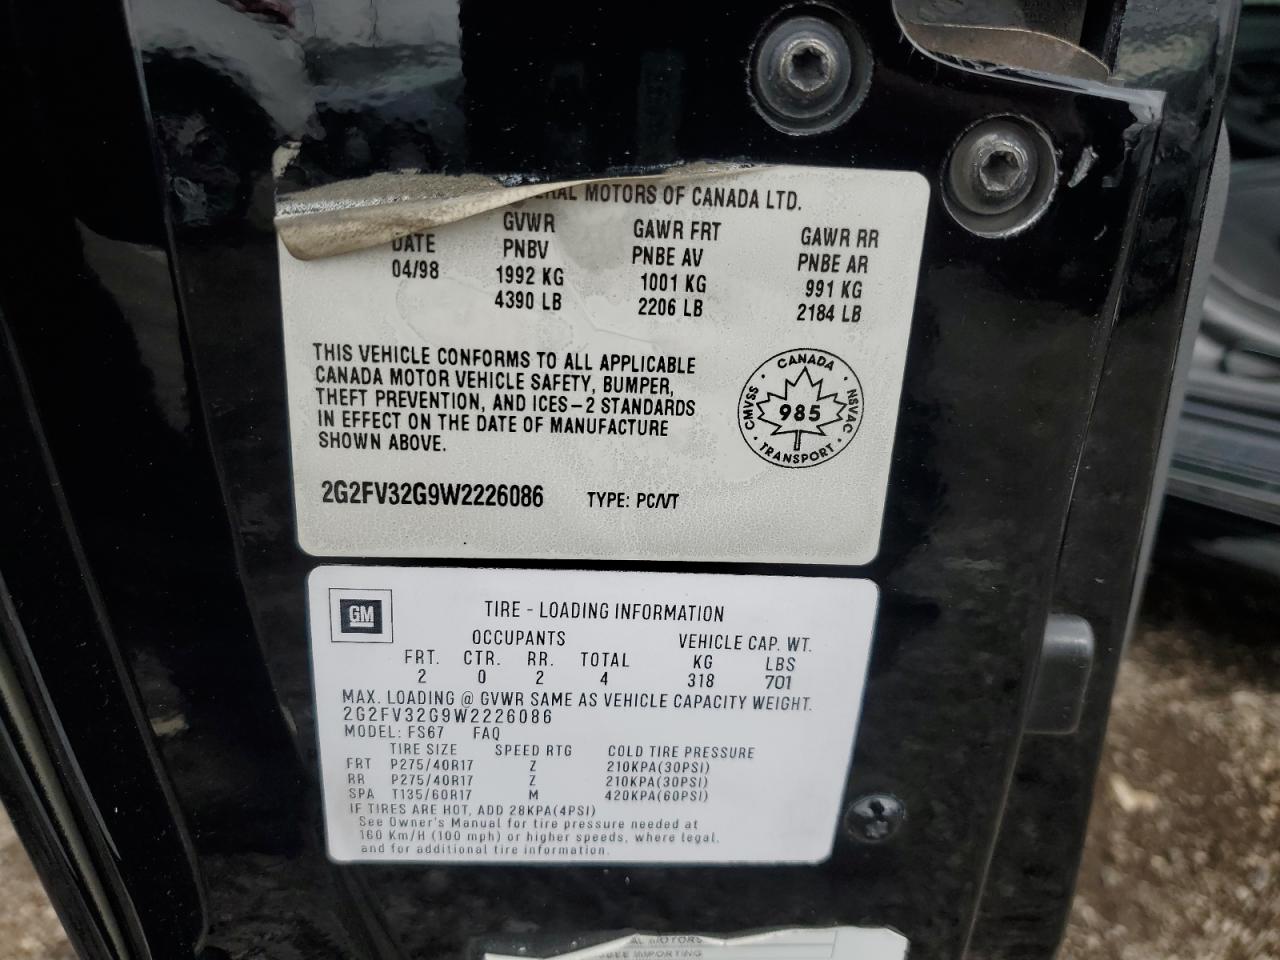 MOTORS OF CANADA LTD.
DATE GVWR GAWR FRT GAWR RR
PNBV PNBE AV PNBE AR
04/98 1992 KG 1001 KG 991 KG
4390 LB 2206 LB 2184 LB
THIS VEHICLE CONFORMS TO ALL APPLICABLE
CANADA MOTOR VEHICLE SAFETY, BUMPER,
THEFT PREVENTION, AND ICES-2 STANDARDS
IN EFFECT ON THE DATE OF MANUFACTURE
SHOWN ABOVE.
CANADA
CMVSS 985 NSVAC
TRANSPORT
2G2FV32G9W2226086 TYPE: PC/VT
GM
TIRE - LOADING INFORMATION
OCCUPANTS VEHICLE CAP. WT.
FRT. CTR. RR. TOTAL KG LBS
2 0 2 4 318 701
MAX. LOADING @ GVWR SAME AS VEHICLE CAPACITY WEIGHT.
2G2FV32G9W2226086
MODEL: FS67 FAQ
TIRE SIZE SPEED RTG COLD TIRE PRESSURE
FRT P275/40R17 Z 210KPA(30PSI)
RR P275/40R17 Z 210KPA(30PSI)
SPA T135/60R17 M 420KPA(60PSI)
IF TIRES ARE HOT, ADD 28KPA(4PSI)
See Owner's Manual for tire pressure needed at
160 Km/H (100 mph) or higher speeds, where legal,
and for additional tire information.
MOTORS
IMPORTING